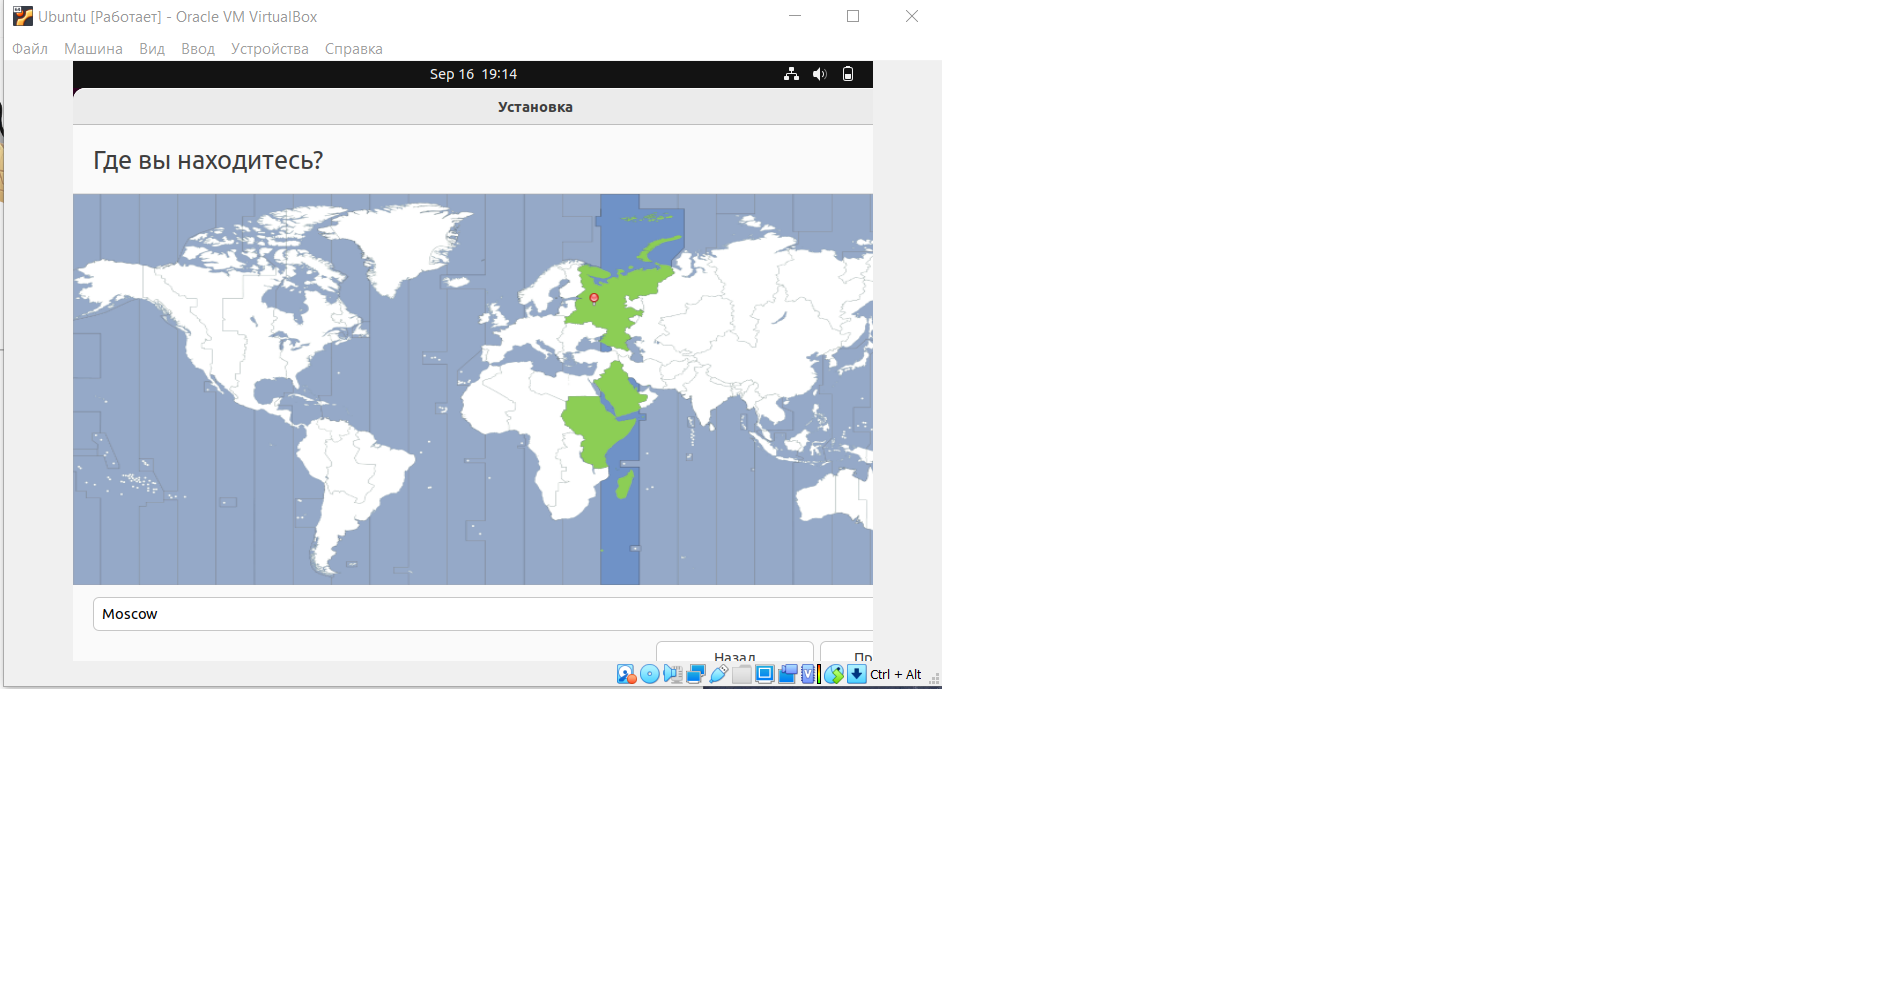 Ubuntu [Работает] - Oracle VM VirtualBox
Файл Машина Вид Ввод Устройства Справка
Sep 16 19:14
Установка
Где вы находитесь?
Moscow
Назад Пр
Ctrl + Alt